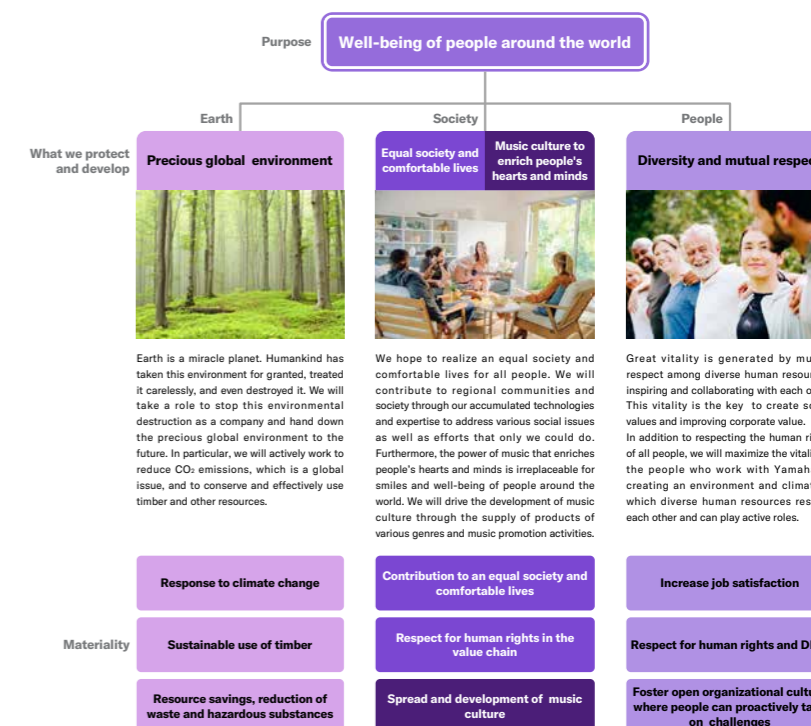 Purpose
Well-being of people around the world
Earth
Society
People
What we protect
and develop
Precious global environment
Equal society and
comfortable lives
Music culture to
enrich people's
hearts and minds
Diversity and mutual
Earth is a miracle planet. Humankind has
taken this environment for granted, treated
it carelessly, and even destroyed it. We will
take a role to stop this environmental
destruction as a company and hand down
the precious global environment to the
future. In particular, we will actively work to
reduce CO₂ emissions, which is a global
issue, and to conserve and effectively use
timber and other resources.
We hope to realize an equal society and
comfortable lives for all people. We will
contribute to regional communities and
society through our accumulated technologies
and expertise to address various social issues
as well as efforts that only we could do.
Furthermore, the power of music that enriches
people's hearts and minds is irreplaceable for
smiles and well-being of people around the
world. We will drive the development of music
culture through the supply of products of
various genres and music promotion activities.
Great vitality is generated by
respect among diverse human
inspiring and collaborating with each
This vitality is the key to create
values and improving corporate value.
In addition to respecting the human
of all people, we will maximize the
the people who work with
creating an environment and
which diverse human resources
each other and can play active roles.
Materiality
Response to climate change
Sustainable use of timber
Resource savings, reduction of
waste and hazardous substances
Contribution to an equal society and
comfortable lives
Respect for human rights in the
value chain
Spread and development of music
culture
Increase job satisfaction
Respect for human rights and
Foster open organizational
where people can proactively
on challenges